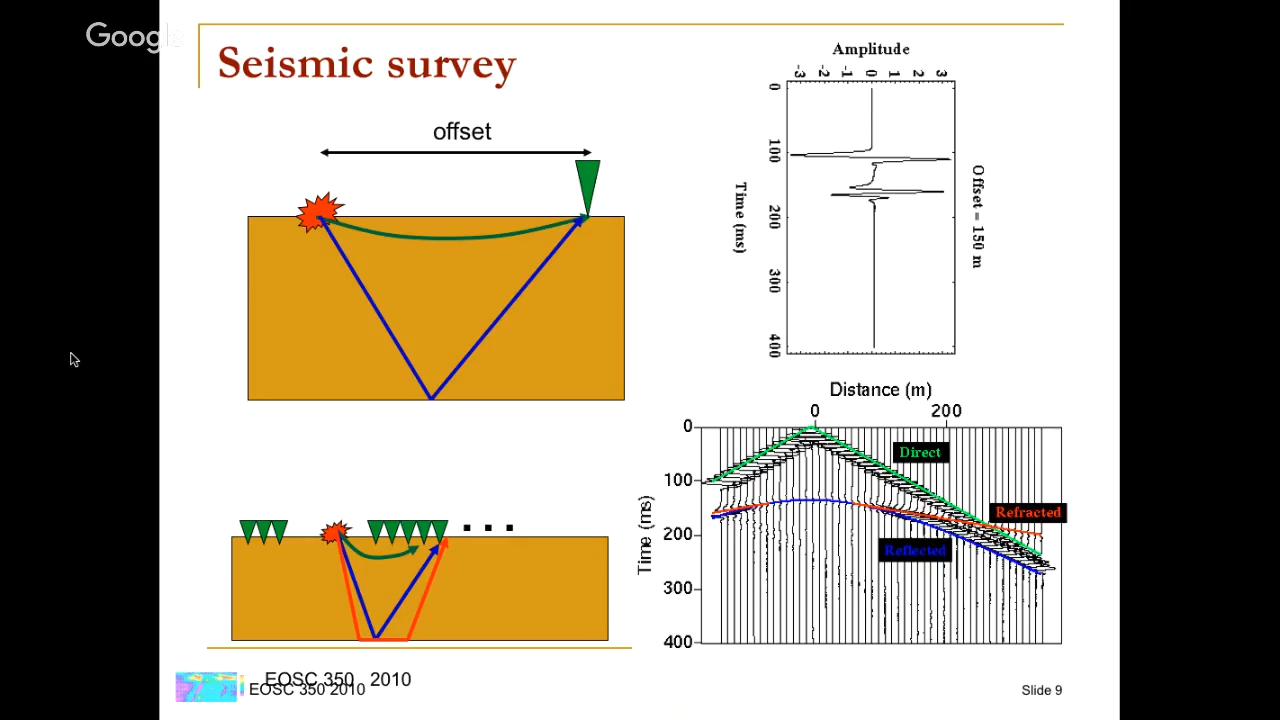 Google
Seismic survey
offset
Amplitude
-3 -2 -1 0 1 2 3
0
100
200
300
400
Time (ms)
Offset = 150 m
Distance (m)
0 200
0
100
200
300
400
Time (ms)
Direct
Refracted
Reflected
EOSC 350 2010
EOSC 350 2010
Slide 9